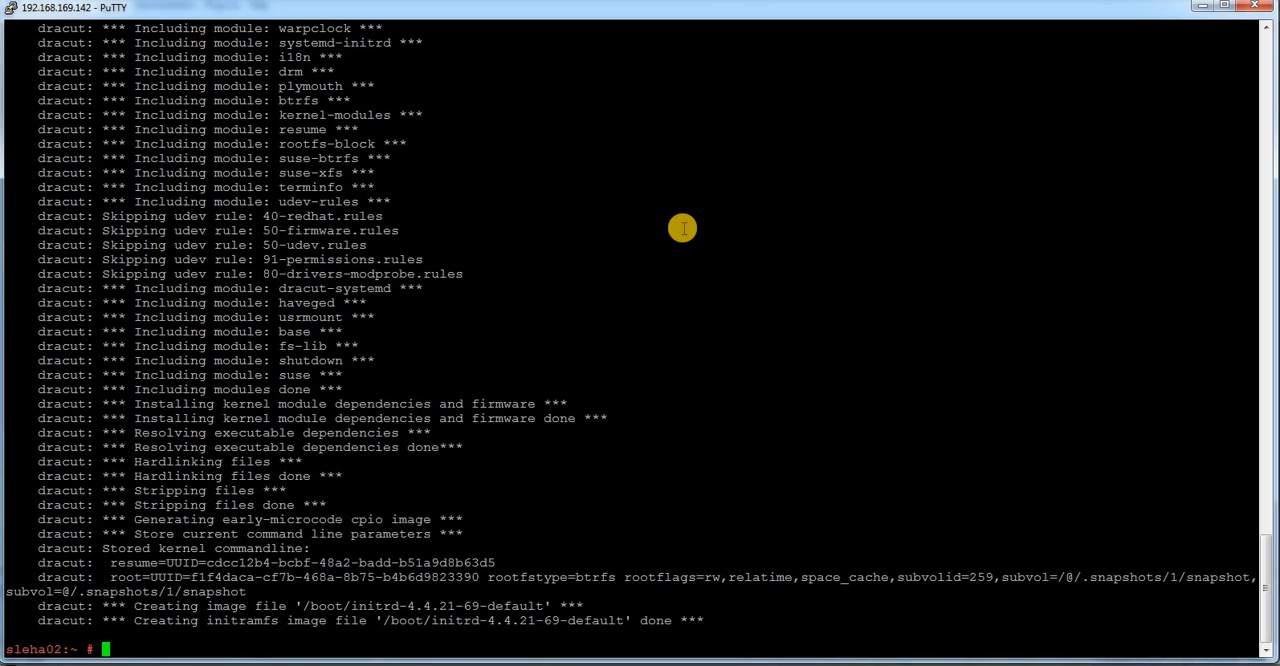 192.168.169.142 - PuTTY
dracut: *** Including module: warpclock ***
dracut: *** Including module: systemd-initrd ***
dracut: *** Including module: i18n ***
dracut: *** Including module: drm ***
dracut: *** Including module: plymouth ***
dracut: *** Including module: btrfs ***
dracut: *** Including module: kernel-modules ***
dracut: *** Including module: resume ***
dracut: *** Including module: rootfs-block ***
dracut: *** Including module: suse-btrfs ***
dracut: *** Including module: suse-xfs ***
dracut: *** Including module: terminfo ***
dracut: *** Including module: udev-rules ***
dracut: Skipping udev rule: 40-redhat.rules
dracut: Skipping udev rule: 50-firmware.rules
dracut: Skipping udev rule: 50-udev.rules
dracut: Skipping udev rule: 91-permissions.rules
dracut: Skipping udev rule: 80-drivers-modprobe.rules
dracut: *** Including module: dracut-systemd ***
dracut: *** Including module: haveged ***
dracut: *** Including module: usrmount ***
dracut: *** Including module: base ***
dracut: *** Including module: fs-lib ***
dracut: *** Including module: shutdown ***
dracut: *** Including module: suse ***
dracut: *** Including modules done ***
dracut: *** Installing kernel module dependencies and firmware ***
dracut: *** Installing kernel module dependencies and firmware done ***
dracut: *** Resolving executable dependencies ***
dracut: *** Resolving executable dependencies done***
dracut: *** Hardlinking files ***
dracut: *** Hardlinking files done ***
dracut: *** Stripping files ***
dracut: *** Stripping files done ***
dracut: *** Generating early-microcode cpio image ***
dracut: *** Store current command line parameters ***
dracut: Stored kernel commandline:
dracut:  resume=UUID=cdcc12b4-bcbf-48a2-badd-b51a9d8b63d5
dracut:  root=UUID=f1f4daca-cf7b-468a-8b75-b4b6d9823390 rootfstype=btrfs rootflags=rw,relatime,space_cache,subvolid=259,subvol=/@/.snapshots/1/snapshot,
subvol=@/.snapshots/1/snapshot
dracut: *** Creating image file '/boot/initrd-4.4.21-69-default' ***
dracut: *** Creating initramfs image file '/boot/initrd-4.4.21-69-default' done ***
sleha02:~ #